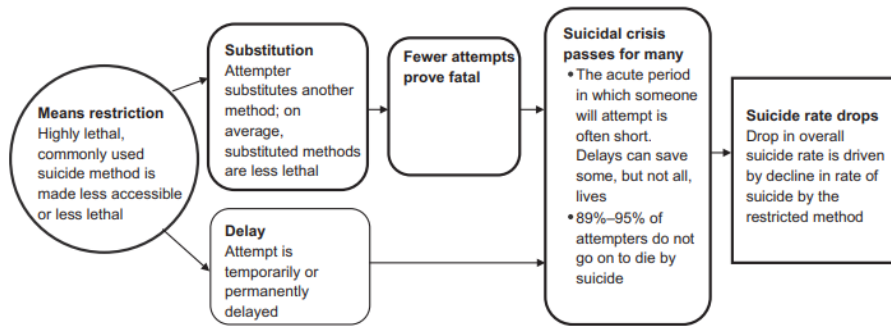 Means restriction
Highly lethal,
commonly used
suicide method is
made less accessible
or less lethal
Substitution
Attempter
substitutes another
method; on
average,
substituted methods
are less lethal
Delay
Attempt is
temporarily or
permanently
delayed
Fewer attempts
prove fatal
Suicidal crisis
passes for many
•The acute period
in which someone
will attempt is
often short.
Delays can save
some, but not all,
lives
•89%–95% of
attempters do not
go on to die by
suicide
Suicide rate drops
Drop in overall
suicide rate is driven
by decline in rate of
suicide by the
restricted method